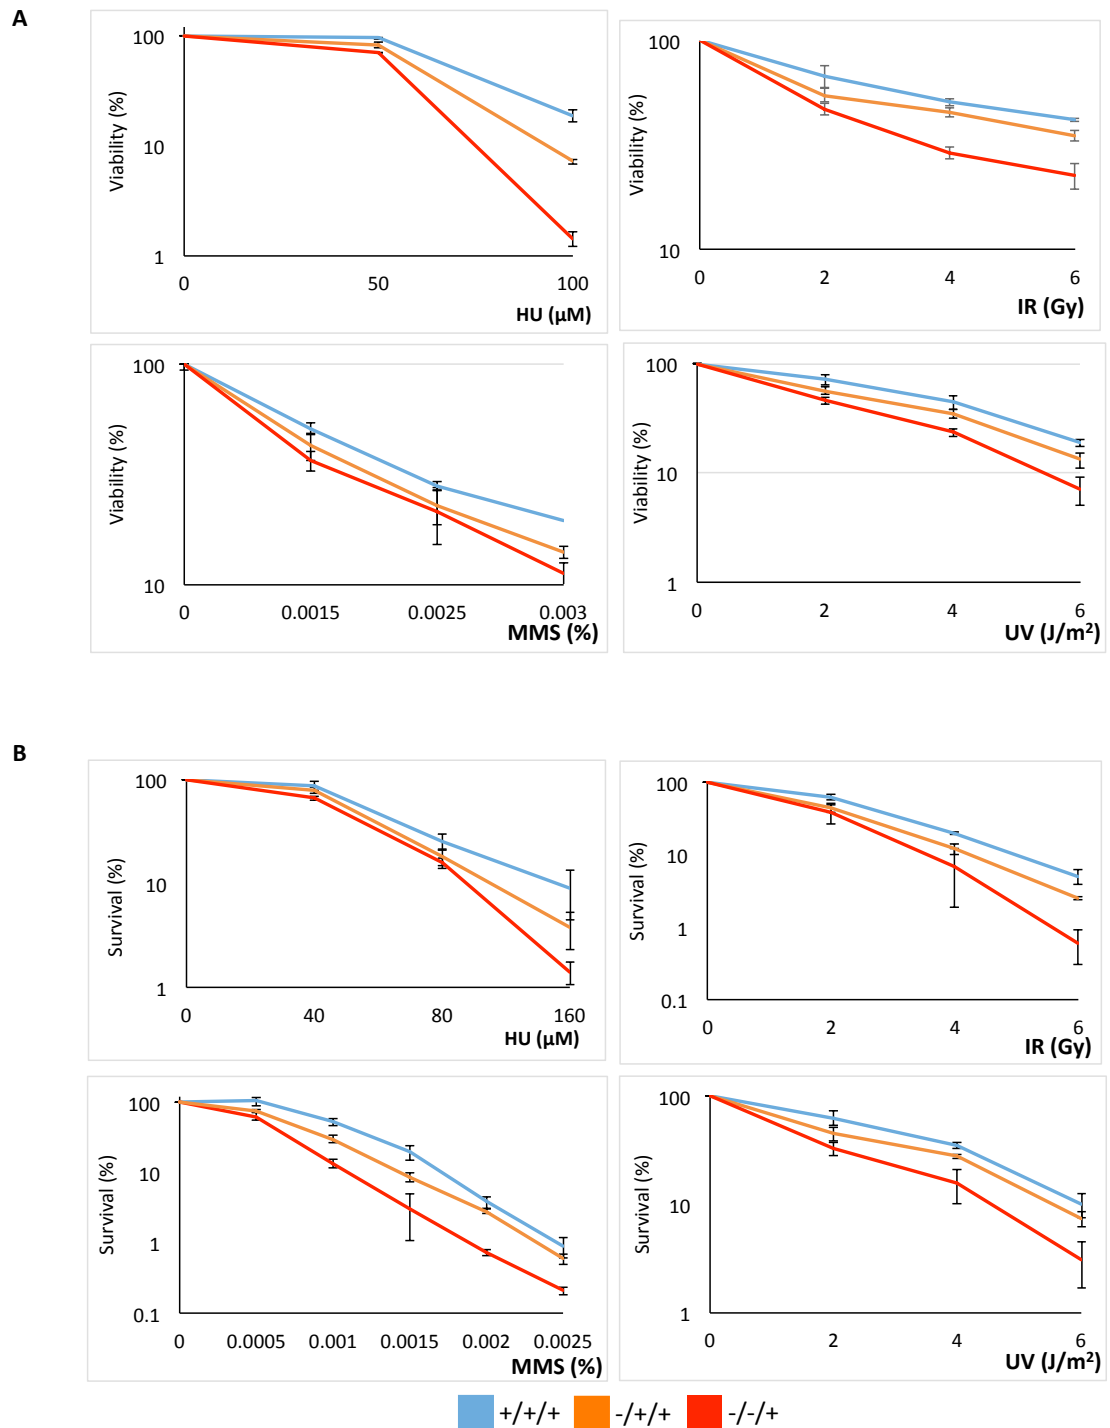 A
100
10
1
Viability (%)
0 50 100
HU (µM)
100
10
Viability (%)
0 2 4 6
IR (Gy)
100
10
Viability (%)
0 0.0015 0.0025 0.003
MMS (%)
100
10
1
Viability (%)
0 2 4 6
UV (J/m²)
B
100
10
1
Survival (%)
0 40 80 160
HU (µM)
100
10
1
0.1
Survival (%)
0 2 4 6
IR (Gy)
100
10
1
0.1
Survival (%)
0 0.0005 0.001 0.0015 0.002 0.0025
MMS (%)
100
10
1
Survival (%)
0 2 4 6
UV (J/m²)
+/+/+ -/+/+ -/-/+